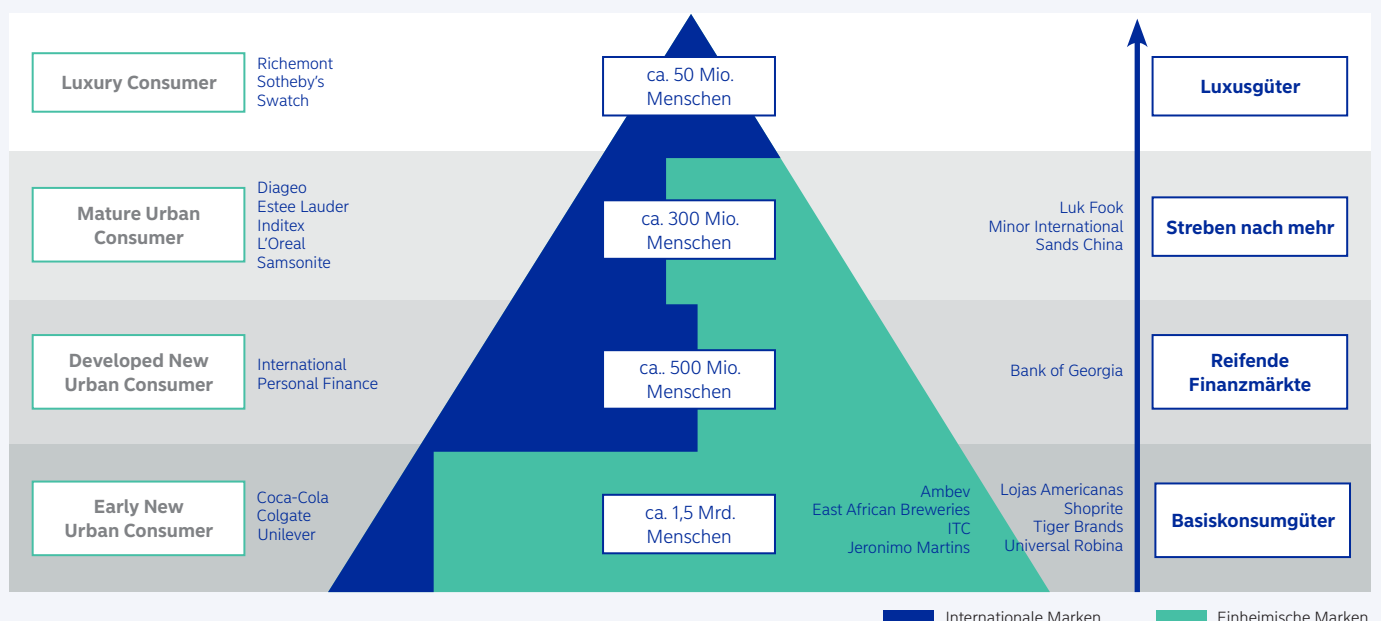 Luxury Consumer
Richemont
Sotheby's
Swatch
ca. 50 Mio.
Menschen
Luxusgüter
Mature Urban
Consumer
Diageo
Estee Lauder
Inditex
L'Oreal
Samsonite
ca. 300 Mio.
Menschen
Luk Fook
Minor International
Sands China
Streben nach mehr
Developed New
Urban Consumer
International
Personal Finance
ca.. 500 Mio.
Menschen
Bank of Georgia
Reifende
Finanzmärkte
Early New
Urban Consumer
Coca-Cola
Colgate
Unilever
ca. 1,5 Mrd.
Menschen
Ambev
East African Breweries
ITC
Jeronimo Martins
Lojas Americanas
Shoprite
Tiger Brands
Universal Robina
Basiskonsumgüter
Internationale Marken
Einheimische Marken